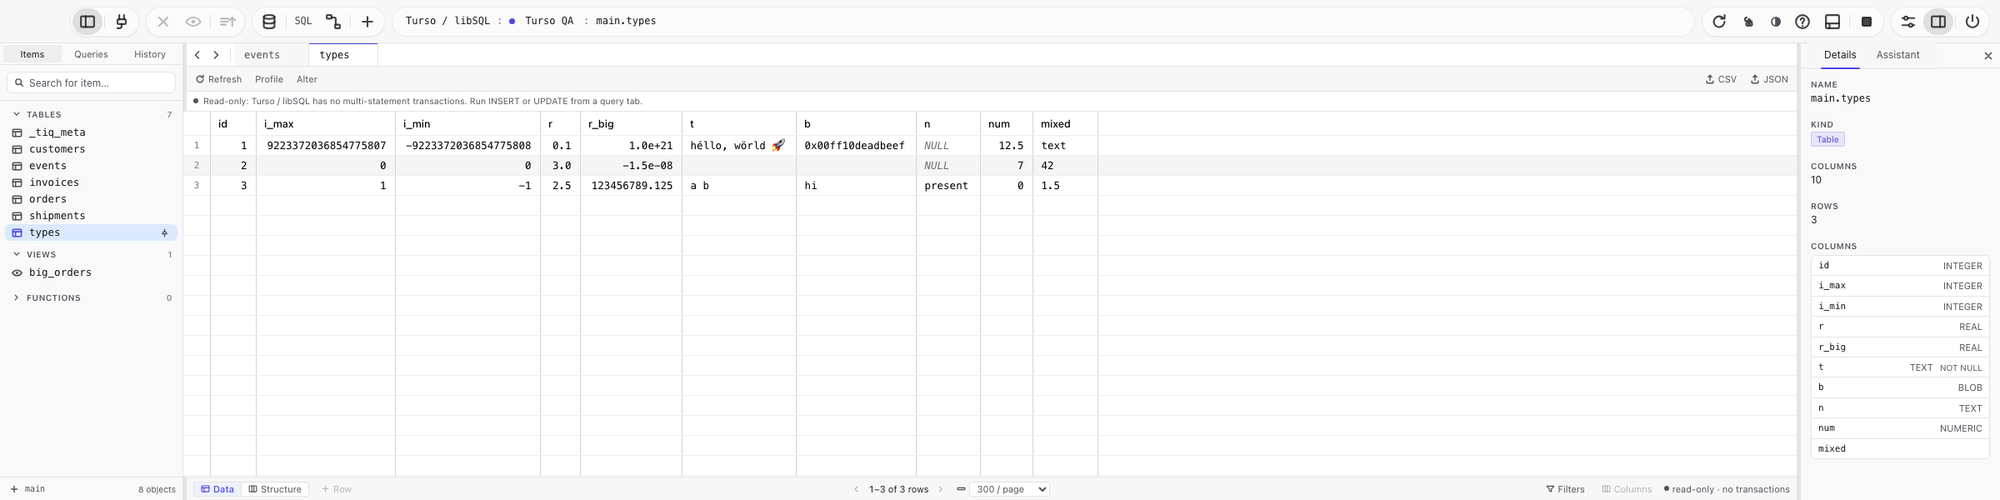 SQL
Turso / libSQL : Turso QA : main.types
Items Queries History
Search for item...
TABLES 7
_tiq_meta
customers
events
invoices
orders
shipments
types
VIEWS 1
big_orders
FUNCTIONS 0
+ main 8 objects
events types
Refresh Profile Alter CSV JSON
Read-only: Turso / libSQL has no multi-statement transactions. Run INSERT or UPDATE from a query tab.
id i_max i_min r r_big t b n num mixed
1 1 9223372036854775807 -9223372036854775808 0.1 1.0e+21 héllo, wörld 🚀 0x00ff10deadbeef NULL 12.5 text
2 2 0 0 3.0 -1.5e-08 NULL 7 42
3 3 1 -1 2.5 123456789.125 a b hi present 0 1.5
Data Structure + Row 1–3 of 3 rows 300 / page Filters Columns read-only · no transactions
Details Assistant
NAME
main.types
KIND
Table
COLUMNS
10
ROWS
3
COLUMNS
id INTEGER
i_max INTEGER
i_min INTEGER
r REAL
r_big REAL
t TEXT NOT NULL
b BLOB
n TEXT
num NUMERIC
mixed